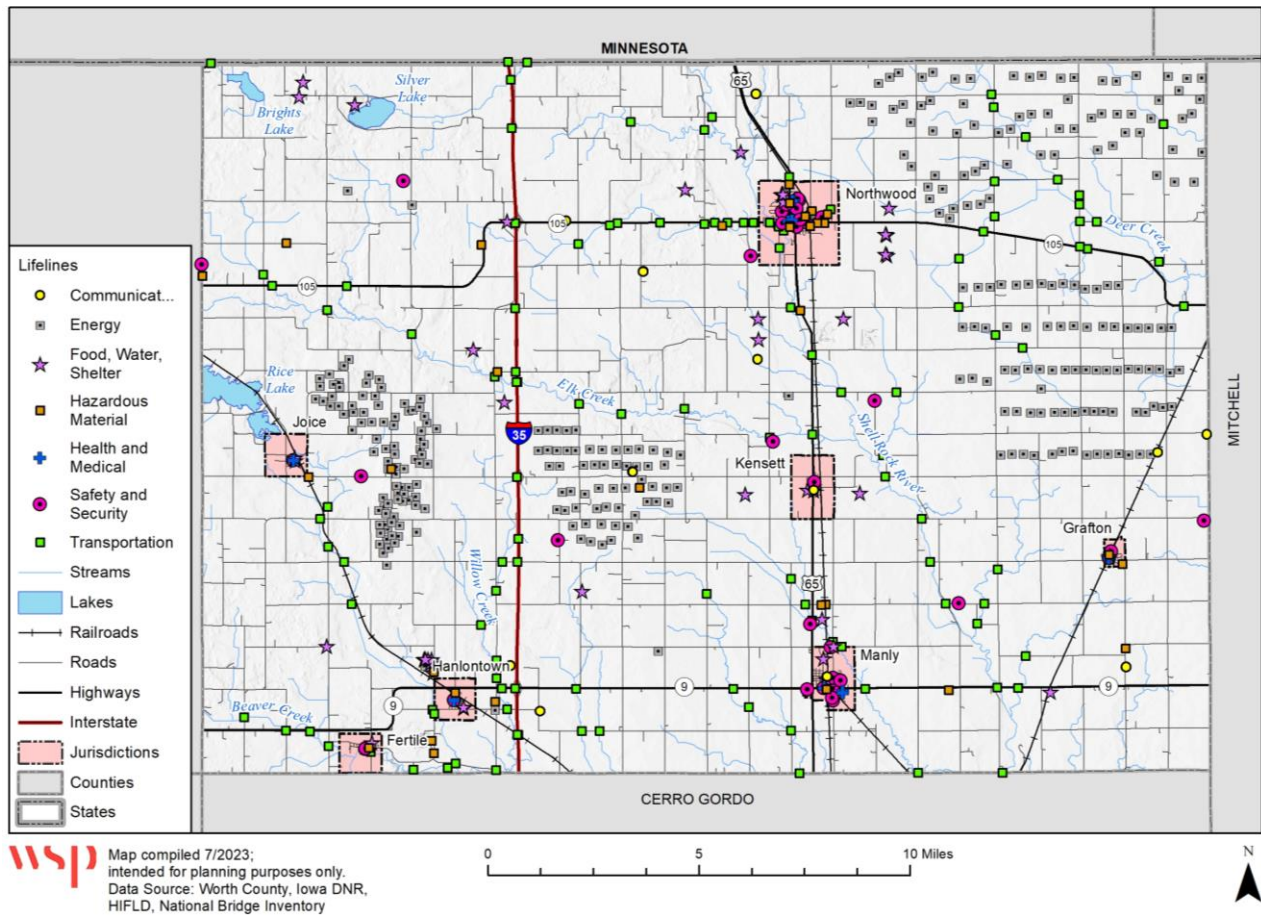 MINNESOTA
65
Silver
Lake
Brights
Lake
Northwood
105
105
Deer Creek
105
Lifelines
Communicat...
Energy
Food, Water,
Shelter
Hazardous
Material
Health and
Medical
Safety and
Security
Transportation
Streams
Lakes
Railroads
Roads
Highways
Interstate
Jurisdictions
Counties
States
Rice
Lake
Joice
Elk Creek
35
Shell Rock
River
Kensett
MITCHELL
Grafton
Willow Creek
65
Hanlontown
Manly
9
9
9
Beaver Creek
Fertile
CERRO GORDO
wsp
Map compiled 7/2023;
intended for planning purposes only.
Data Source: Worth County, Iowa DNR,
HIFLD, National Bridge Inventory
0 5 10 Miles
N